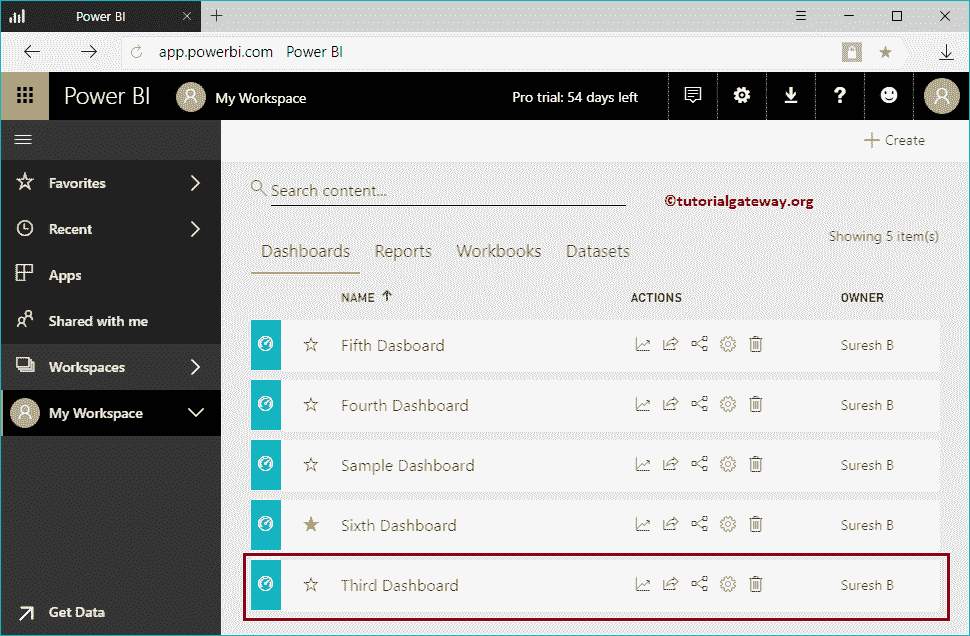 Power BI
app.powerbi.com Power BI
Power BI My Workspace Pro trial: 54 days left
Create
Favorites
Recent
Apps
Shared with me
Workspaces
My Workspace
Get Data
Search content...
©tutorialgateway.org
Showing 5 item(s)
Dashboards Reports Workbooks Datasets
NAME ACTIONS OWNER
Fifth Dasboard Suresh B
Fourth Dashboard Suresh B
Sample Dashboard Suresh B
Sixth Dashboard Suresh B
Third Dashboard Suresh B